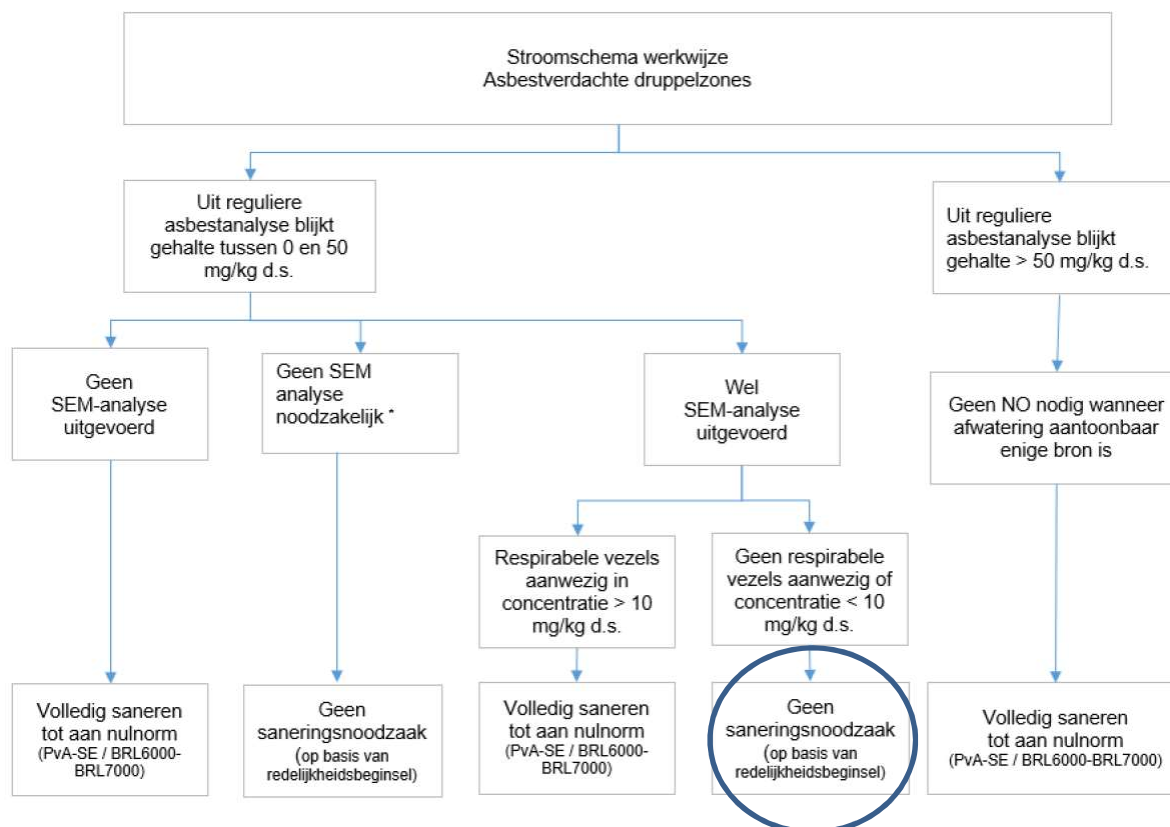 Stroomschema werkwijze
Asbestverdachte druppelzones
Uit reguliere
asbestanalyse blijkt
gehalte tussen 0 en 50
mg/kg d.s.
Uit reguliere
asbestanalyse blijkt
gehalte > 50 mg/kg d.s.
Geen
SEM-analyse
uitgevoerd
Geen SEM
analyse
noodzakelijk *
Wel
SEM-analyse
uitgevoerd
Geen NO nodig wanneer
afwatering aantoonbaar
enige bron is
Respirabele vezels
aanwezig in
concentratie > 10
mg/kg d.s.
Geen respirabele
vezels aanwezig of
concentratie < 10
mg/kg d.s.
Volledig saneren
tot aan nulnorm
(PvA-SE / BRL6000-
BRL7000)
Geen
saneringsnoodzaak
(op basis van
redelijkheidsbeginsel)
Volledig saneren
tot aan nulnorm
(PvA-SE / BRL6000-
BRL7000)
Geen
saneringsnoodzaak
(op basis van
redelijkheidsbeginsel)
Volledig saneren
tot aan nulnorm
(PvA-SE / BRL6000-BRL7000)